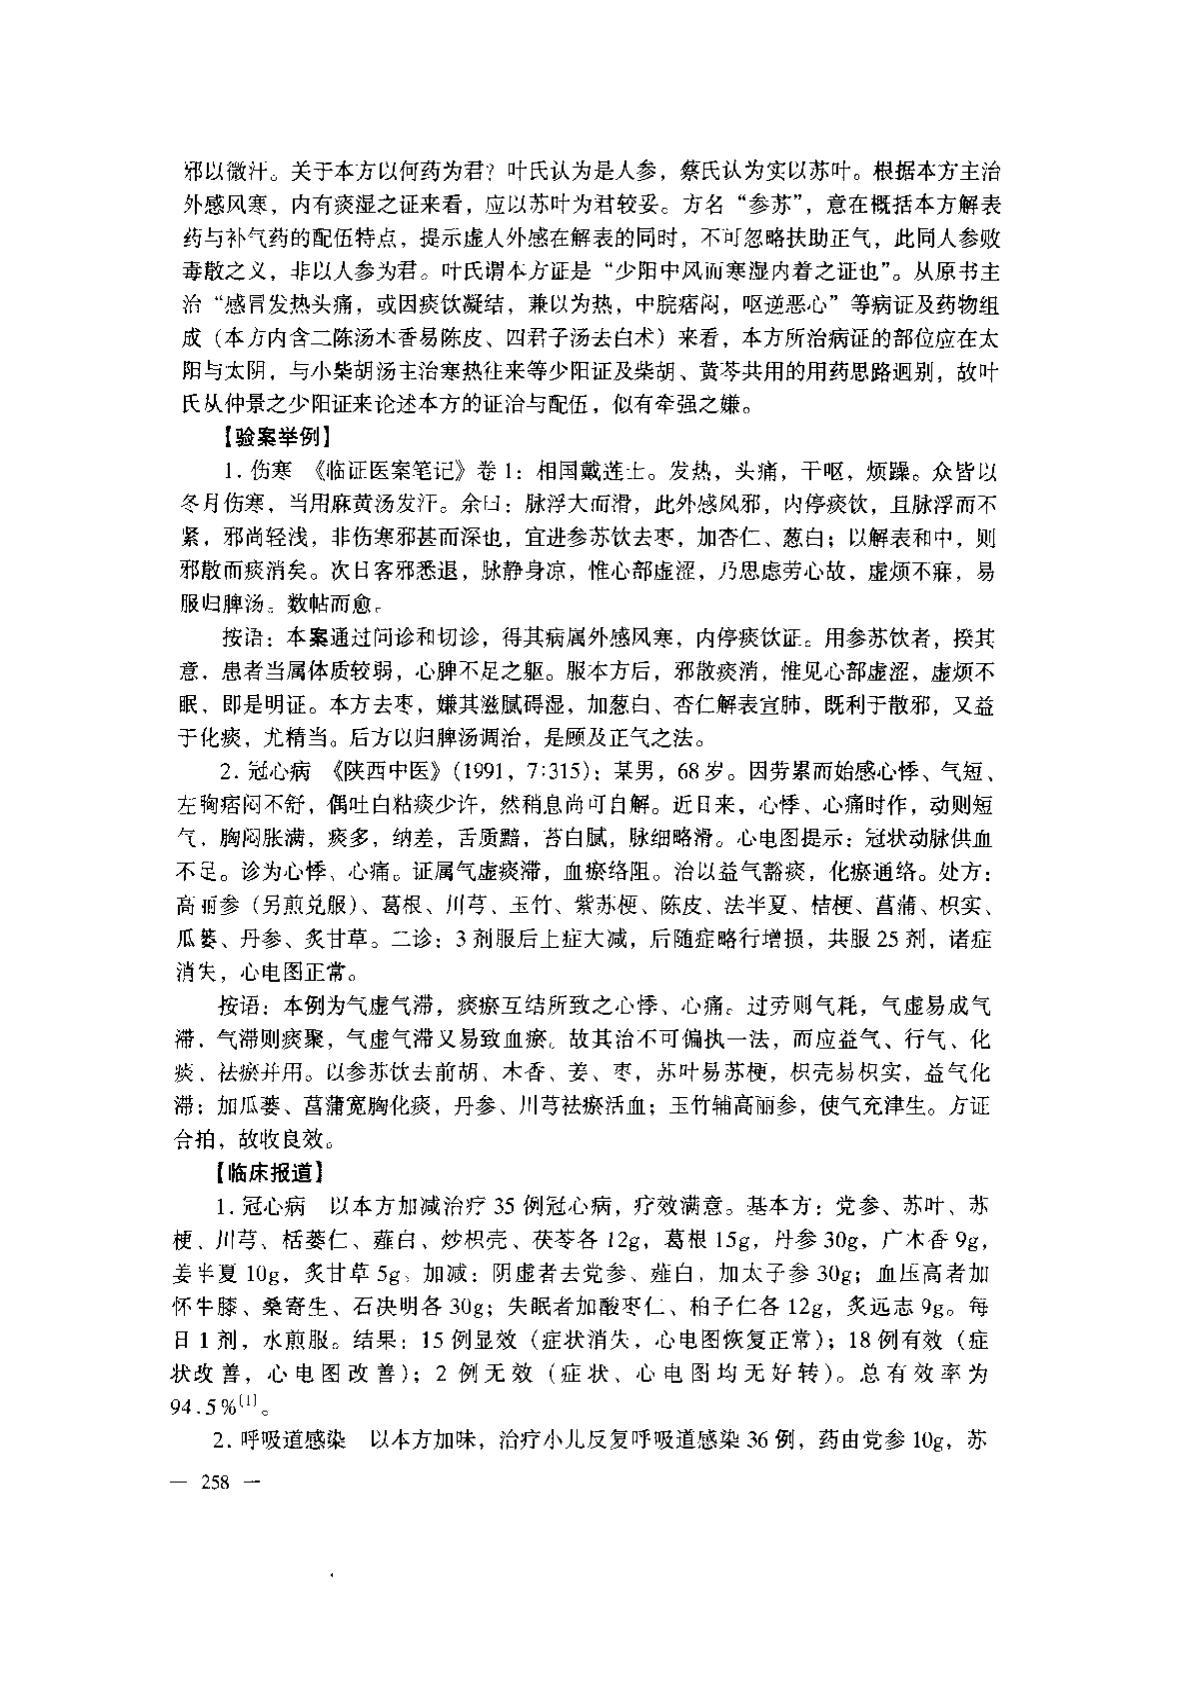 邪以微汗。关于本方以何药为君？叶氏认为是人参，蔡氏认为实以苏叶。根据本方主治
外感风寒，内有痰湿之证来看，应以苏叶为君较妥。方名“参苏”，意在概括本方解表
药与补气药的配伍特点，提示虚人外感在解表的同时，不可忽略扶助正气，此同人参败
毒散之义，非以人参为君。叶氏谓本方证是“少阳中风而寒湿内着之证也”。从原书主
治“感冒发热头痛，或因痰饮凝结，兼以为热，中脘痞闷，呕逆恶心”等病证及药物组
成（本方内含二陈汤木香易陈皮、四君子汤去白术）来看，本方所治病证的部位应在太
阳与太阴，与小柴胡汤主治寒热往来等少阳证及柴胡、黄芩共用的用药思路迥别，故叶
氏从仲景之少阳证来论述本方的证治与配伍，似有牵强之嫌。
【验案举例】
1. 伤寒 《临证医案笔记》卷1：相国戴莲士。发热，头痛，干呕，烦躁。众皆以
冬月伤寒，当用麻黄汤发汗。余曰：脉浮大而滑，此外感风邪，内停痰饮，且脉浮而不
紧，邪尚轻浅，非伤寒邪甚而深也，宜进参苏饮去枣，加杏仁、葱白；以解表和中，则
邪散而痰消矣。次日客邪悉退，脉静身凉，惟心部虚涩，乃思虑劳心故，虚烦不寐，易
服归脾汤。数帖而愈。
按语：本案通过问诊和切诊，得其病属外感风寒，内停痰饮证。用参苏饮者，揆其
意，患者当属体质较弱，心脾不足之躯。服本方后，邪散痰消，惟见心部虚涩，虚烦不
眠，即是明证。本方去枣，嫌其滋腻碍湿，加葱白、杏仁解表宣肺，既利于散邪，又益
于化痰，尤精当。后方以归脾汤调治，是顾及正气之法。
2. 冠心病 《陕西中医》(1991，7:315)：某男，68岁。因劳累而始感心悸、气短、
左胸痞闷不舒，偶吐白粘痰少许，然稍息尚可自解。近日来，心悸、心痛时作，动则短
气，胸闷胀满，痰多，纳差，舌质黯，苔白腻，脉细略滑。心电图提示：冠状动脉供血
不足。诊为心悸、心痛。证属气虚痰滞，血瘀络阻。治以益气豁痰，化瘀通络。处方：
高丽参（另煎兑服）、葛根、川芎、玉竹、紫苏梗、陈皮、法半夏、桔梗、菖蒲、枳实、
瓜蒌、丹参、炙甘草。二诊：3剂服后上症大减，后随症略行增损，共服25剂，诸症
消失，心电图正常。
按语：本例为气虚气滞，痰瘀互结所致之心悸、心痛。过劳则气耗，气虚易成气
滞，气滞则痰聚，气虚气滞又易致血瘀。故其治不可偏执一法，而应益气、行气、化
痰、祛瘀并用。以参苏饮去前胡、木香、姜、枣，苏叶易苏梗，枳壳易枳实，益气化
滞；加瓜蒌、菖蒲宽胸化痰，丹参、川芎祛瘀活血；玉竹辅高丽参，使气充津生。方证
合拍，故收良效。
【临床报道】
1. 冠心病 以本方加减治疗35例冠心病，疗效满意。基本方：党参、苏叶、苏
梗、川芎、栝蒌仁、薤白、炒枳壳、茯苓各12g，葛根15g，丹参30g，广木香9g，
姜半夏10g，炙甘草5g。加减：阴虚者去党参、薤白，加太子参30g；血压高者加
怀牛膝、桑寄生、石决明各30g；失眠者加酸枣仁、柏子仁各12g，炙远志9g。每
日1剂，水煎服。结果：15例显效（症状消失，心电图恢复正常）；18例有效（症
状改善，心电图改善）；2例无效（症状、心电图均无好转）。总有效率为
94.5%[1]。
2. 呼吸道感染 以本方加味，治疗小儿反复呼吸道感染36例，药由党参10g，苏
— 258 —